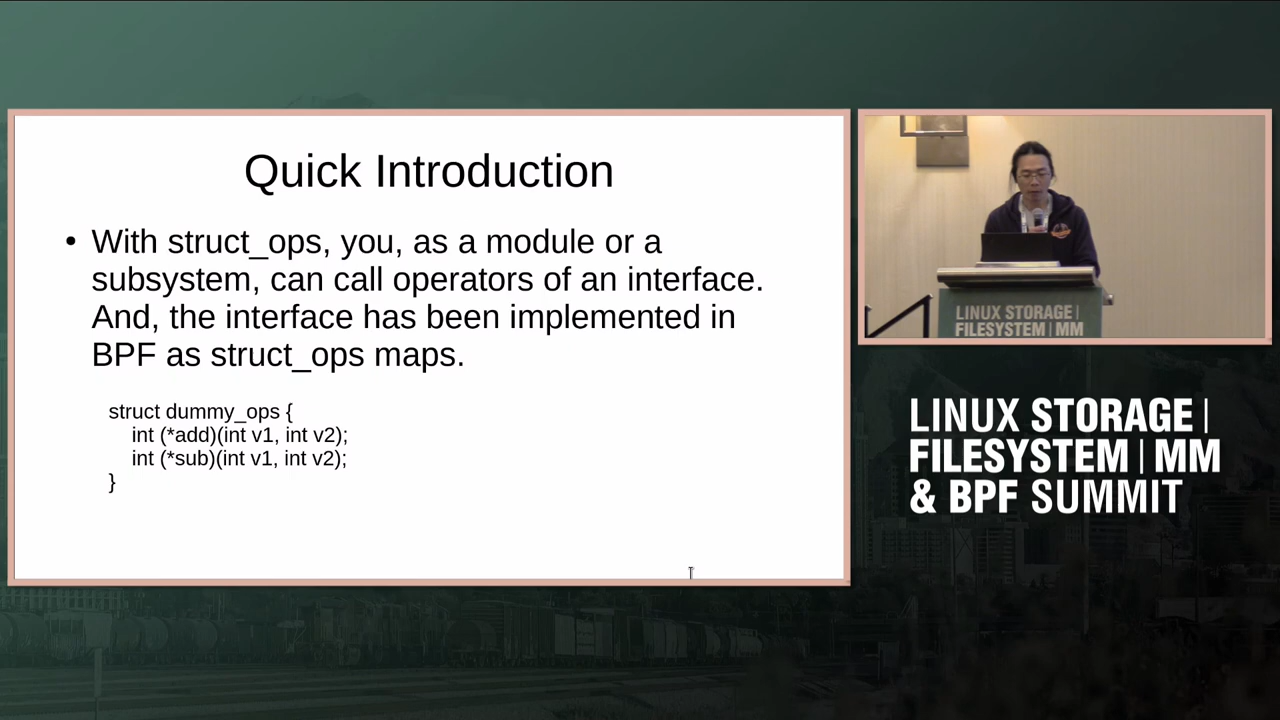 Quick Introduction
• With struct_ops, you, as a module or a
subsystem, can call operators of an interface.
And, the interface has been implemented in
BPF as struct_ops maps.
struct dummy_ops {
int (*add)(int v1, int v2);
int (*sub)(int v1, int v2);
}
LINUX STORAGE |
FILESYSTEM | MM
LINUX STORAGE |
FILESYSTEM | MM
& BPF SUMMIT